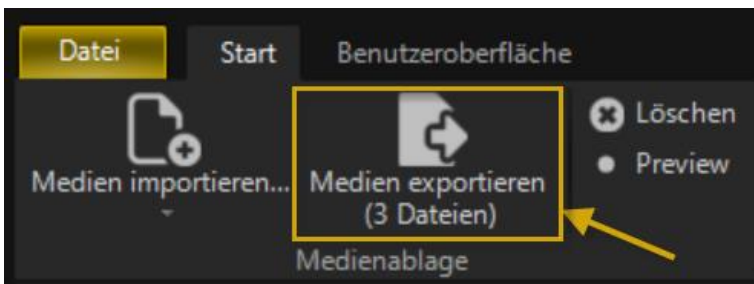 Datei Start Benutzeroberfläche
Medien importieren... Medien exportieren
(3 Dateien)
Löschen
Preview
Medienablage